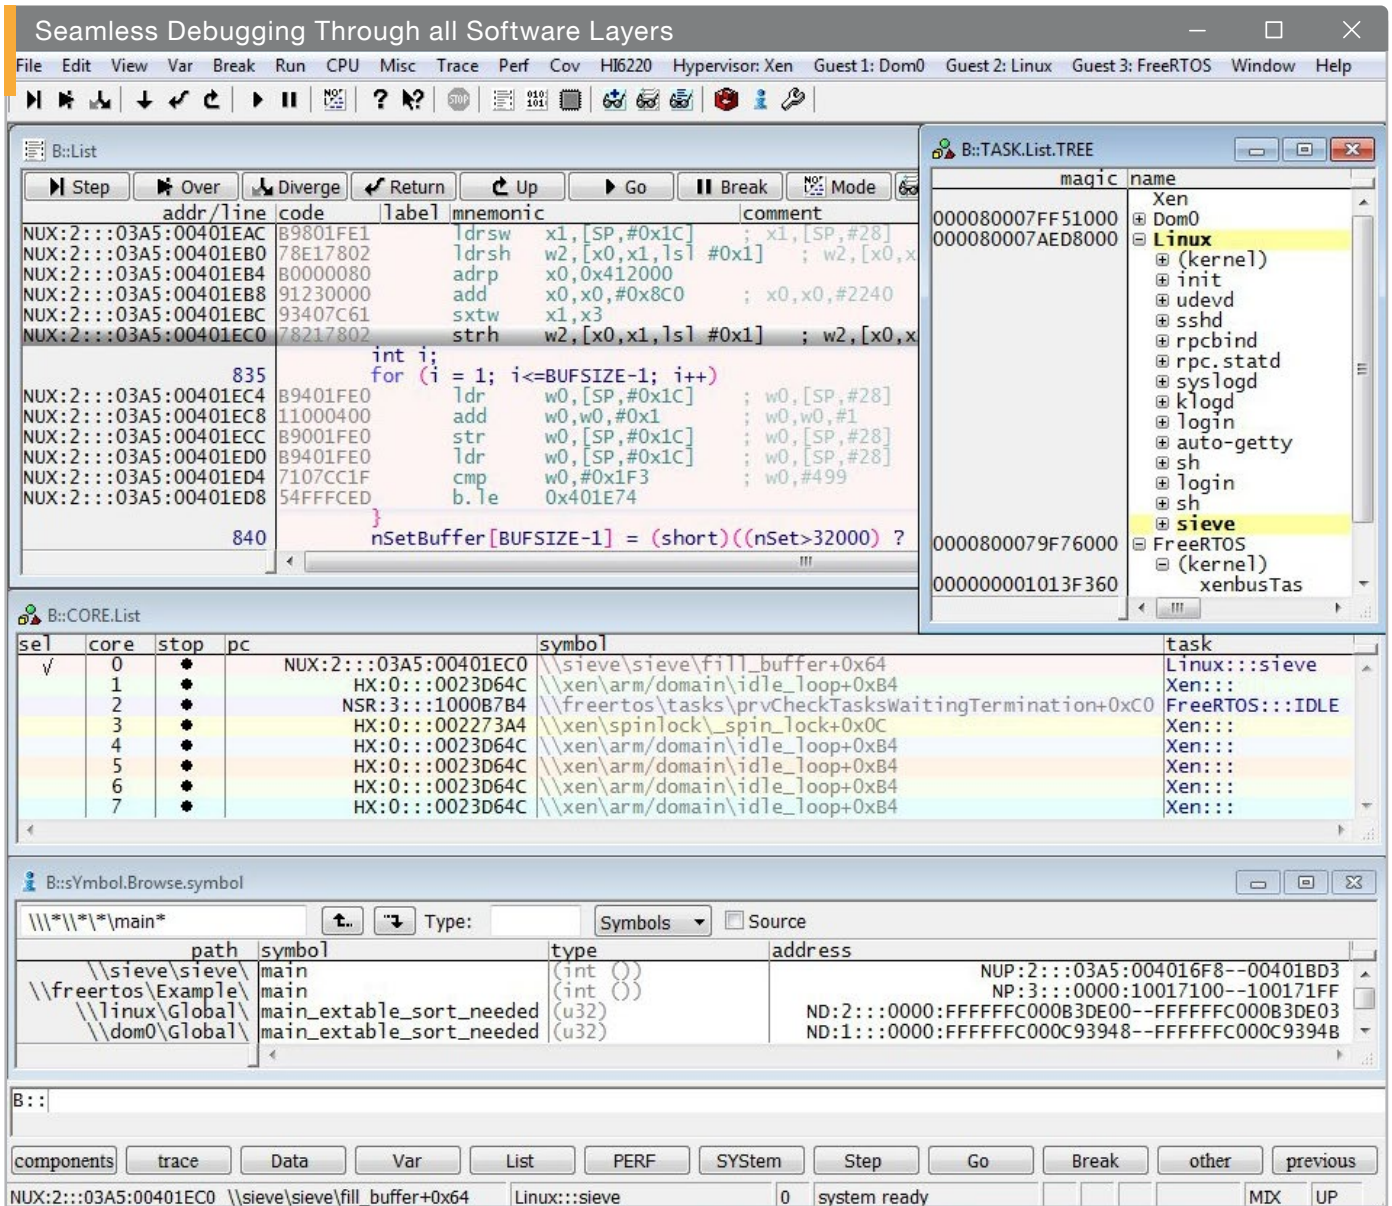 Seamless Debugging Through all Software Layers
File Edit View Var Break Run CPU Misc Trace Perf Cov HI6220 Hypervisor: Xen Guest 1: Dom0 Guest 2: Linux Guest 3: FreeRTOS Window Help
B::List
Step Over Diverge Return Up Go Break Mode
addr/line code label mnemonic comment
NUX:2:::03A5:00401EAC B9801FE1 ldrsw x1,[SP,#0x1C] ; x1,[SP,#28]
NUX:2:::03A5:00401EB0 78E17802 ldrsh w2,[x0,x1,lsl #0x1] ; w2,[x0,x
NUX:2:::03A5:00401EB4 B0000080 adrp x0,0x412000
NUX:2:::03A5:00401EB8 91230000 add x0,x0,#0x8C0 ; x0,x0,#2240
NUX:2:::03A5:00401EBC 93407C61 sxtw x1,x3
NUX:2:::03A5:00401EC0 78217802 strh w2,[x0,x1,lsl #0x1] ; w2,[x0,x
int i;
835 for (i = 1; i<=BUFSIZE-1; i++)
NUX:2:::03A5:00401EC4 B9401FE0 ldr w0,[SP,#0x1C] ; w0,[SP,#28]
NUX:2:::03A5:00401EC8 11000400 add w0,w0,#0x1 ; w0,w0,#1
NUX:2:::03A5:00401ECC B9001FE0 str w0,[SP,#0x1C] ; w0,[SP,#28]
NUX:2:::03A5:00401ED0 B9401FE0 ldr w0,[SP,#0x1C] ; w0,[SP,#28]
NUX:2:::03A5:00401ED4 7107CC1F cmp w0,#0x1F3 ; w0,#499
NUX:2:::03A5:00401ED8 54FFFCED b.le 0x401E74
}
840 nSetBuffer[BUFSIZE-1] = (short)((nSet>32000) ?
B::TASK.List.TREE
magic name
Xen
000080007FF51000 Dom0
000080007AED8000 Linux
(kernel)
init
udevd
sshd
rpcbind
rpc.statd
syslogd
klogd
login
auto-getty
sh
login
sh
sieve
0000800079F76000 FreeRTOS
(kernel)
000000001013F360 xenbusTas
B::CORE.List
sel core stop pc symbol task
√ 0 NUX:2:::03A5:00401EC0 \\sieve\sieve\fill_buffer+0x64 Linux:::sieve
1 HX:0:::0023D64C \\xen\arm/domain\idle_loop+0xB4 Xen:::
2 NSR:3:::1000B7B4 \\freertos\tasks\prvCheckTasksWaitingTermination+0xC0 FreeRTOS:::IDLE
3 HX:0:::002273A4 \\xen\spinlock\_spin_lock+0x0C Xen:::
4 HX:0:::0023D64C \\xen\arm/domain\idle_loop+0xB4 Xen:::
5 HX:0:::0023D64C \\xen\arm/domain\idle_loop+0xB4 Xen:::
6 HX:0:::0023D64C \\xen\arm/domain\idle_loop+0xB4 Xen:::
7 HX:0:::0023D64C \\xen\arm/domain\idle_loop+0xB4 Xen:::
B::sYmbol.Browse.symbol
\\\*\\*\*\main* Type: Symbols Source
path symbol type address
\\sieve\sieve\ main (int ()) NUP:2:::03A5:004016F8--00401BD3
\\freertos\Example\ main (int ()) NP:3:::0000:10017100--100171FF
\\linux\Global\ main_extable_sort_needed (u32) ND:2:::0000:FFFFFFC000B3DE00--FFFFFFC000B3DE03
\\dom0\Global\ main_extable_sort_needed (u32) ND:1:::0000:FFFFFFC000C93948--FFFFFFC000C9394B
B::
components trace Data Var List PERF SYStem Step Go Break other previous
NUX:2:::03A5:00401EC0 \\sieve\sieve\fill_buffer+0x64 Linux:::sieve 0 system ready MIX UP